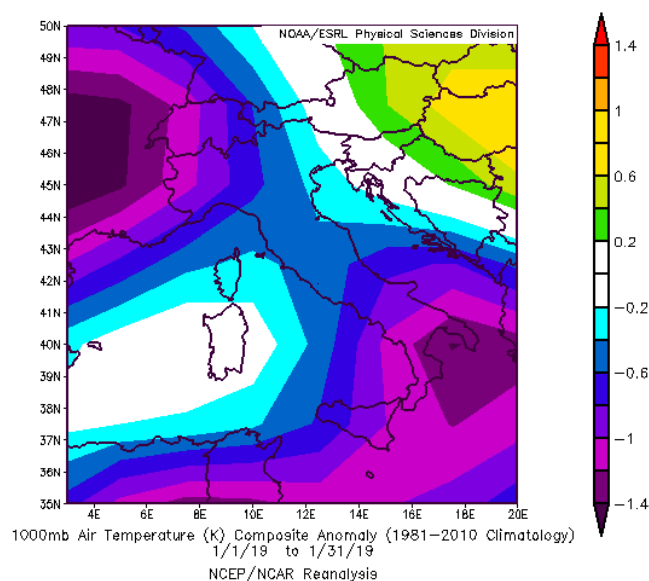 NOAA/ESRL Physical Sciences Division
50N
49N
48N
47N
46N
45N
44N
43N
42N
41N
40N
39N
38N
37N
36N
35N
4E 6E 8E 10E 12E 14E 16E 18E 20E
1.4
1
0.6
0.2
−0.2
−0.6
−1
−1.4
1000mb Air Temperature (K) Composite Anomaly (1981−2010 Climatology)
1/1/19 to 1/31/19
NCEP/NCAR Reanalysis